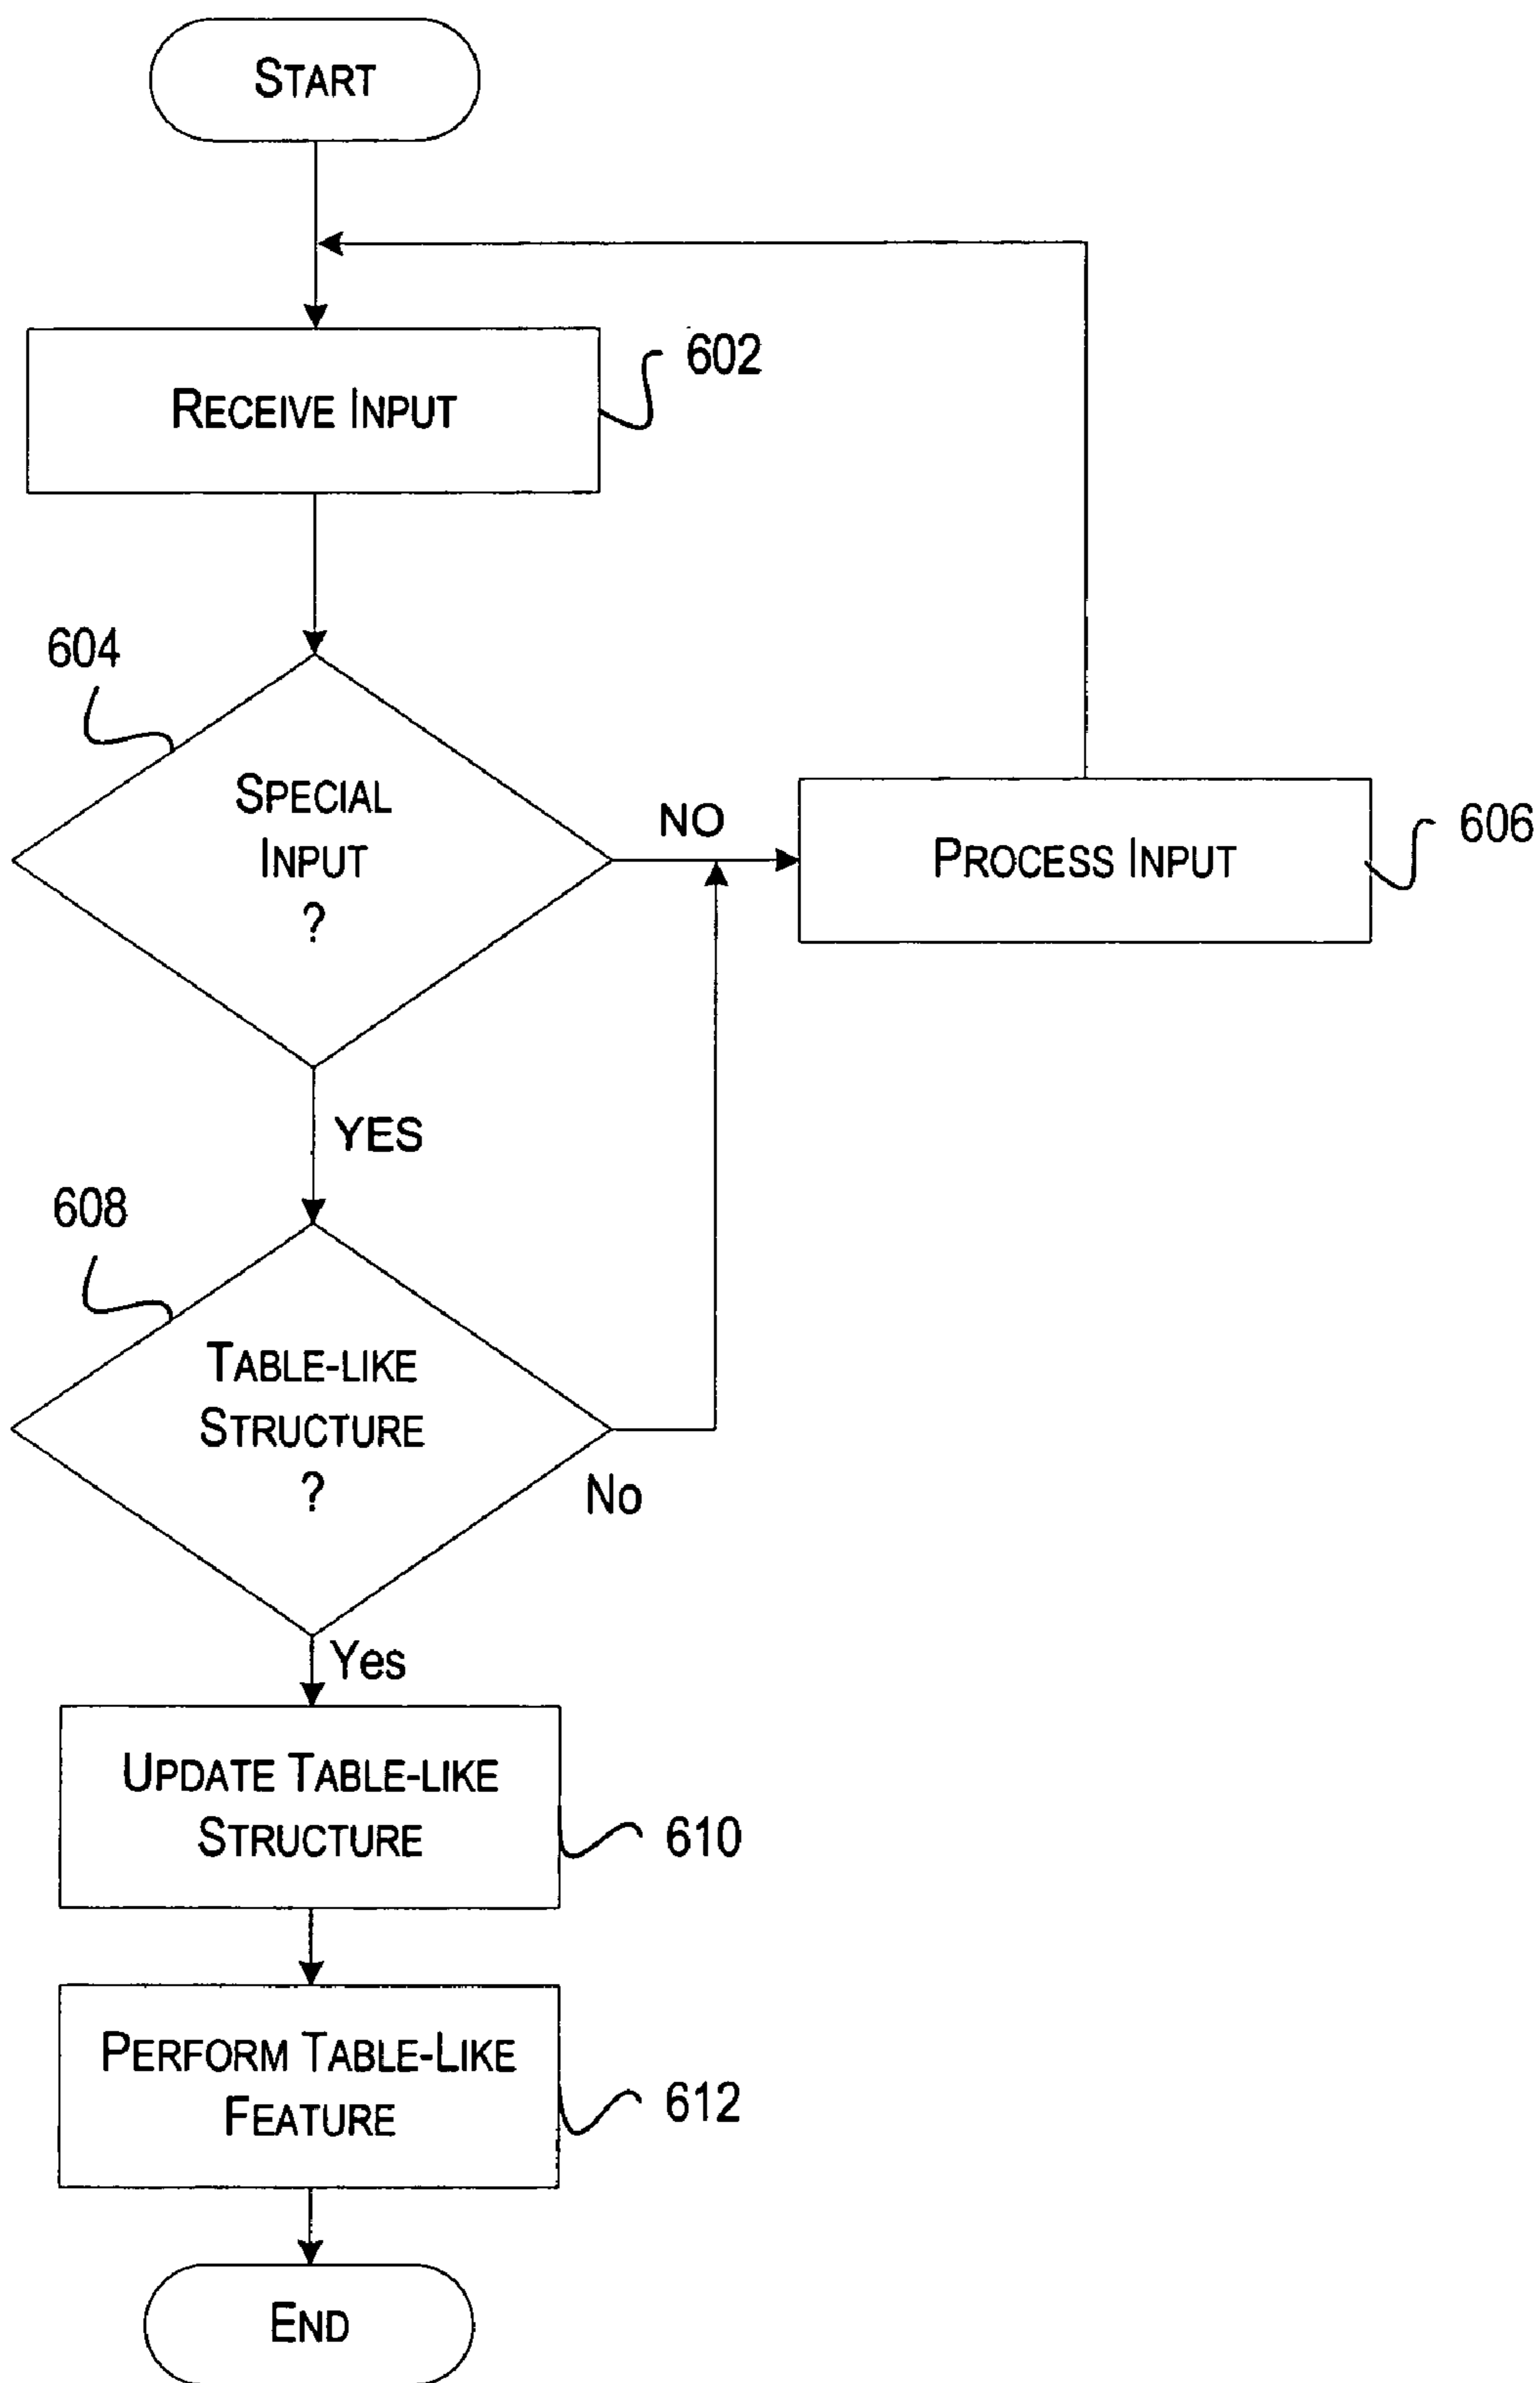 START
RECEIVE INPUT
602
604
SPECIAL
INPUT
?
NO
PROCESS INPUT
606
YES
608
TABLE-LIKE
STRUCTURE
?
No
Yes
UPDATE TABLE-LIKE
STRUCTURE
610
PERFORM TABLE-LIKE
FEATURE
612
END